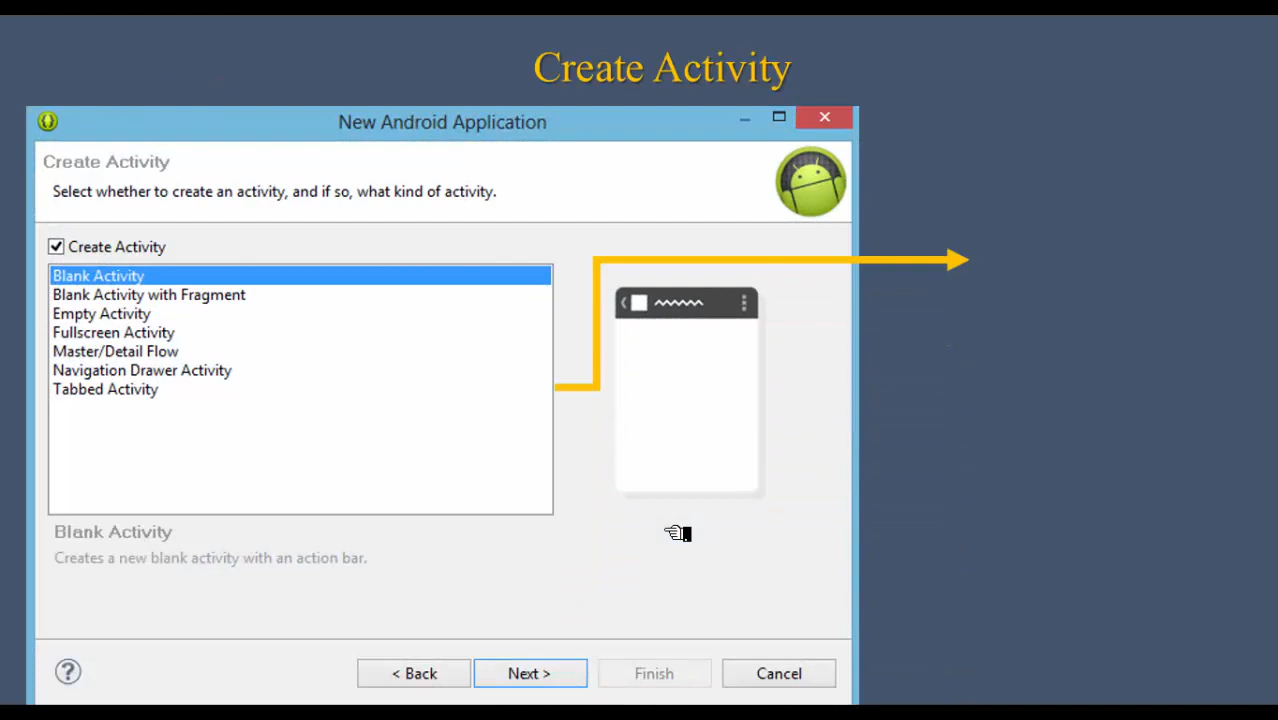 Create Activity
New Android Application
Create Activity
Select whether to create an activity, and if so, what kind of activity.
Create Activity
Blank Activity
Blank Activity with Fragment
Empty Activity
Fullscreen Activity
Master/Detail Flow
Navigation Drawer Activity
Tabbed Activity
Blank Activity
Creates a new blank activity with an action bar.
< Back
Next >
Finish
Cancel